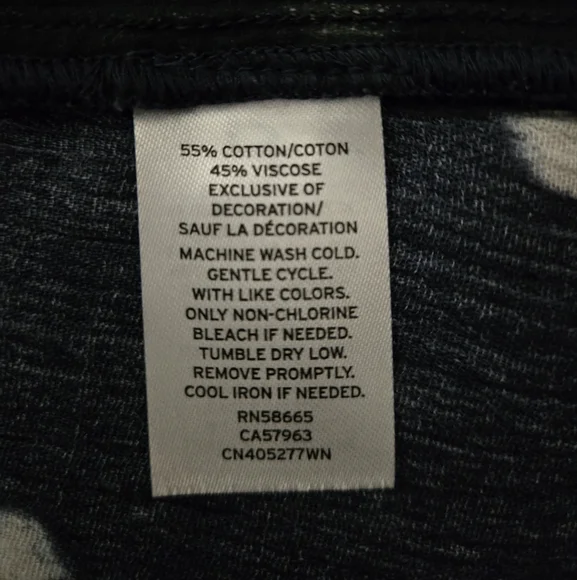 55% COTTON/COTON
45% VISCOSE
EXCLUSIVE OF
DECORATION/
SAUF LA DÉCORATION
MACHINE WASH COLD.
GENTLE CYCLE.
WITH LIKE COLORS.
ONLY NON-CHLORINE
BLEACH IF NEEDED.
TUMBLE DRY LOW.
REMOVE PROMPTLY.
COOL IRON IF NEEDED.
RN58665
CA57963
CN405277WN